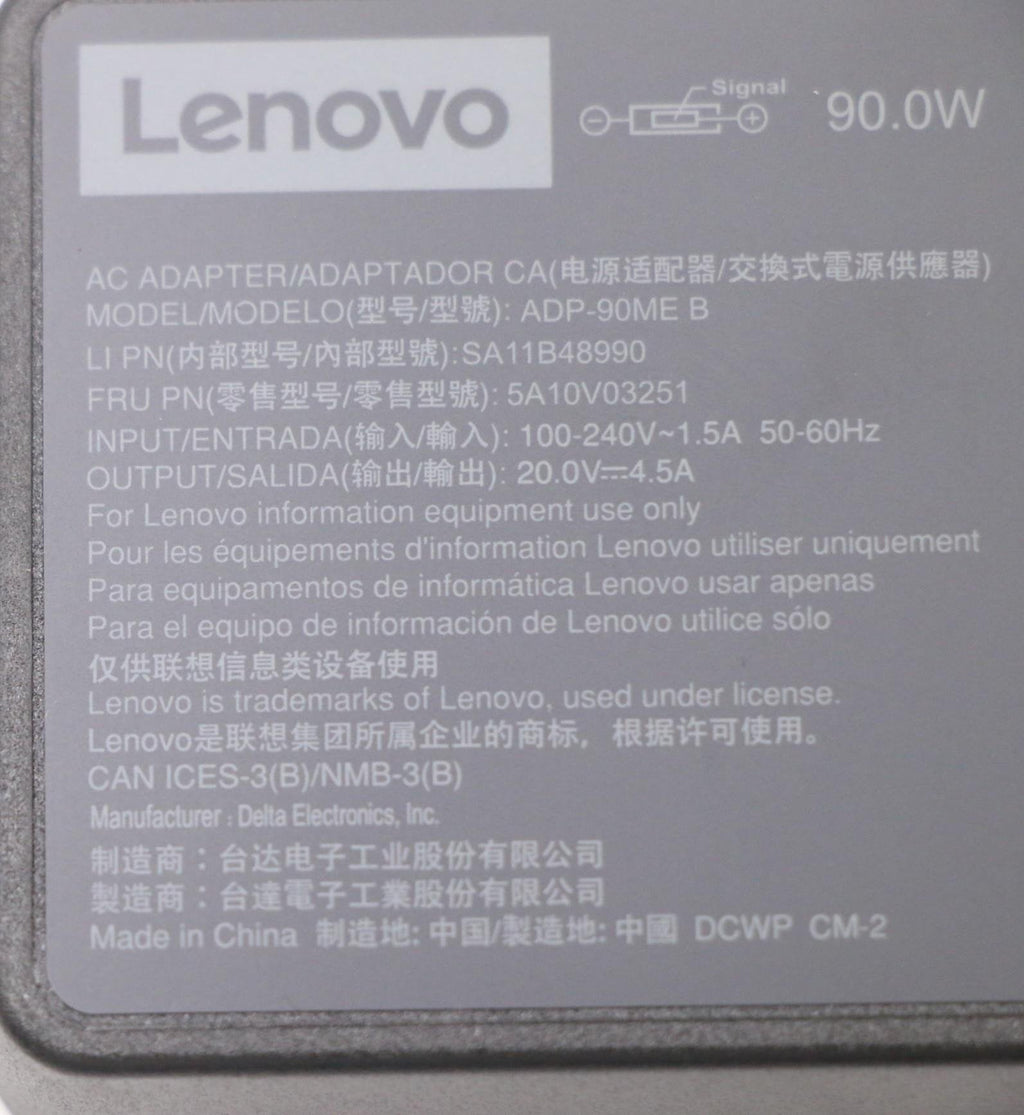 Lenovo
Signal
90.0W
AC ADAPTER/ADAPTADOR CA(电源适配器/交換式電源供應器)
MODEL/MODELO(型号/型號): ADP-90ME B
LI PN(内部型号/內部型號):SA11B48990
FRU PN(零售型号/零售型號): 5A10V03251
INPUT/ENTRADA(输入/輸入): 100-240V~1.5A 50-60Hz
OUTPUT/SALIDA(输出/輸出): 20.0V⎓4.5A
For Lenovo information equipment use only
Pour les équipements d'information Lenovo utiliser uniquement
Para equipamentos de informática Lenovo usar apenas
Para el equipo de información de Lenovo utilice sólo
仅供联想信息类设备使用
Lenovo is trademarks of Lenovo, used under license.
Lenovo是联想集团所属企业的商标，根据许可使用。
CAN ICES-3(B)/NMB-3(B)
Manufacturer : Delta Electronics, Inc.
制造商：台达电子工业股份有限公司
製造商：台達電子工業股份有限公司
Made in China 制造地: 中国/製造地: 中國 DCWP CM-2